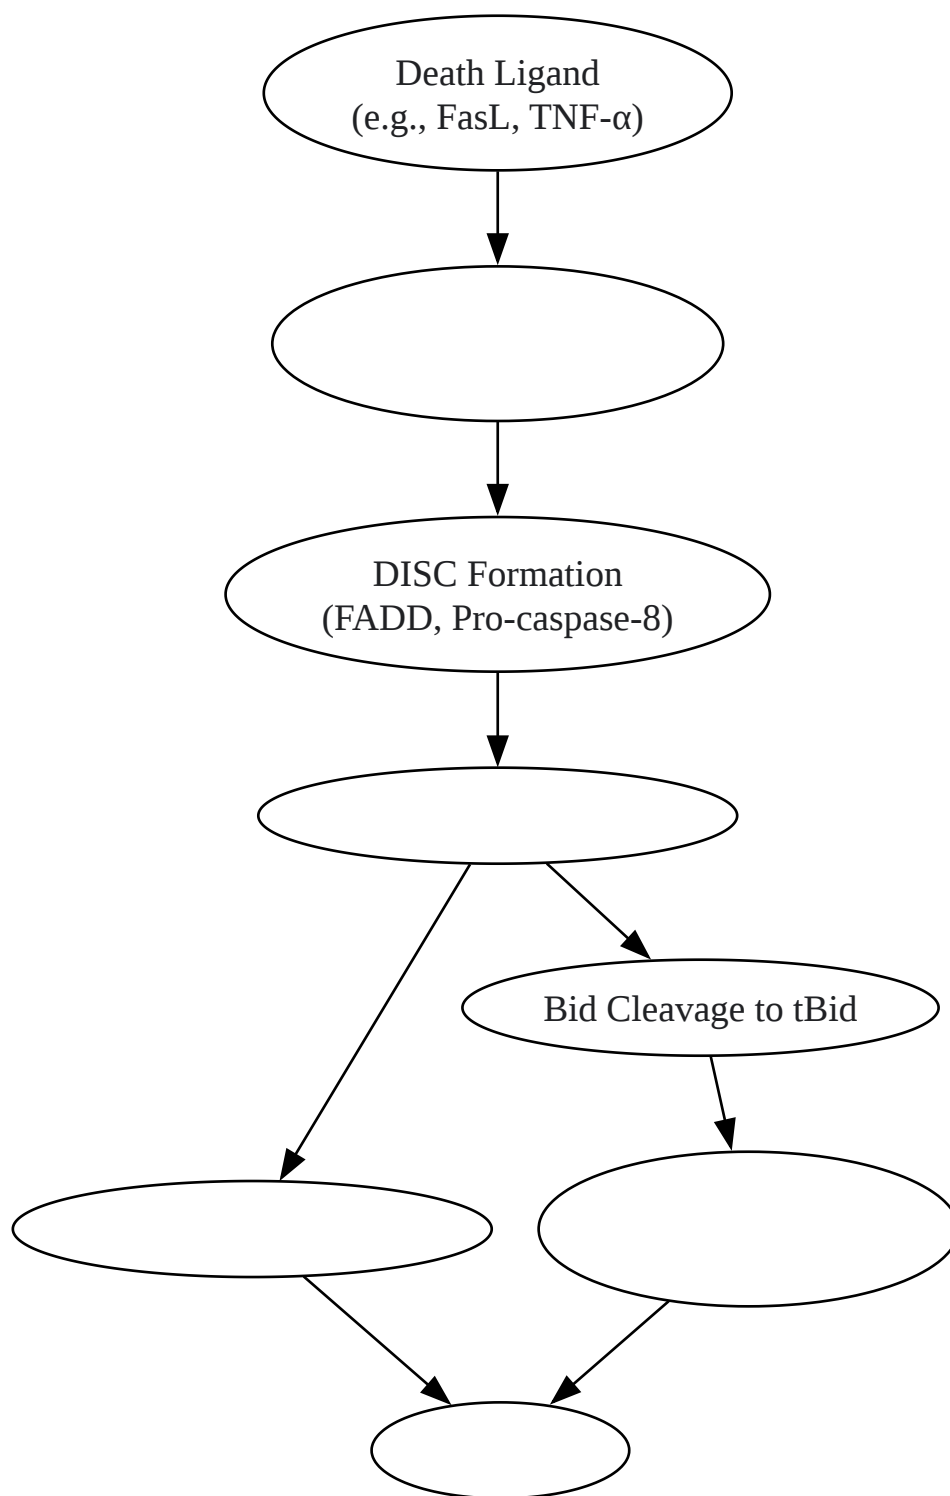 Death Ligand
(e.g., FasL, TNF-α)
DISC Formation
(FADD, Pro-caspase-8)
Bid Cleavage to tBid